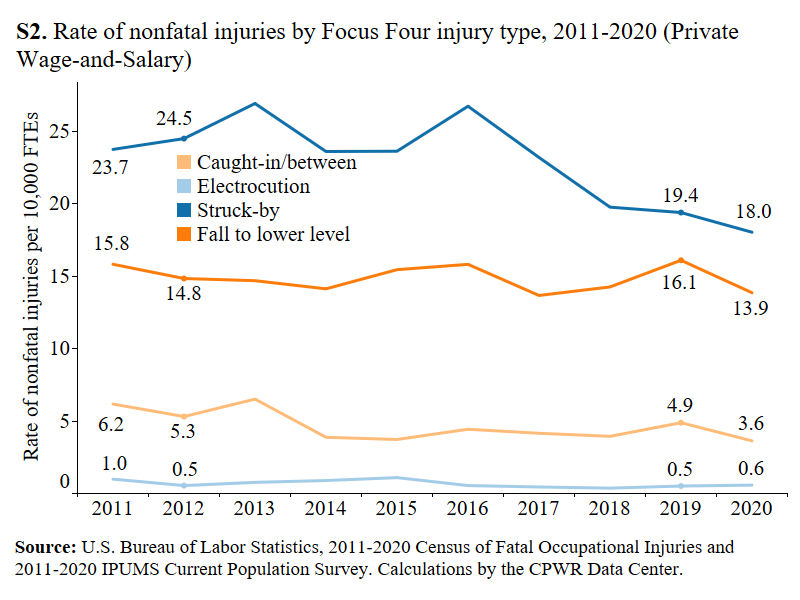 S2. Rate of nonfatal injuries by Focus Four injury type, 2011-2020 (Private
Wage-and-Salary)
Rate of nonfatal injuries per 10,000 FTEs
25
20
15
10
5
0
Caught-in/between
Electrocution
Struck-by
Fall to lower level
23.7
24.5
19.4
18.0
15.8
14.8
16.1
13.9
6.2
5.3
4.9
3.6
1.0
0.5
0.5
0.6
2011 2012 2013 2014 2015 2016 2017 2018 2019 2020
Source: U.S. Bureau of Labor Statistics, 2011-2020 Census of Fatal Occupational Injuries and
2011-2020 IPUMS Current Population Survey. Calculations by the CPWR Data Center.